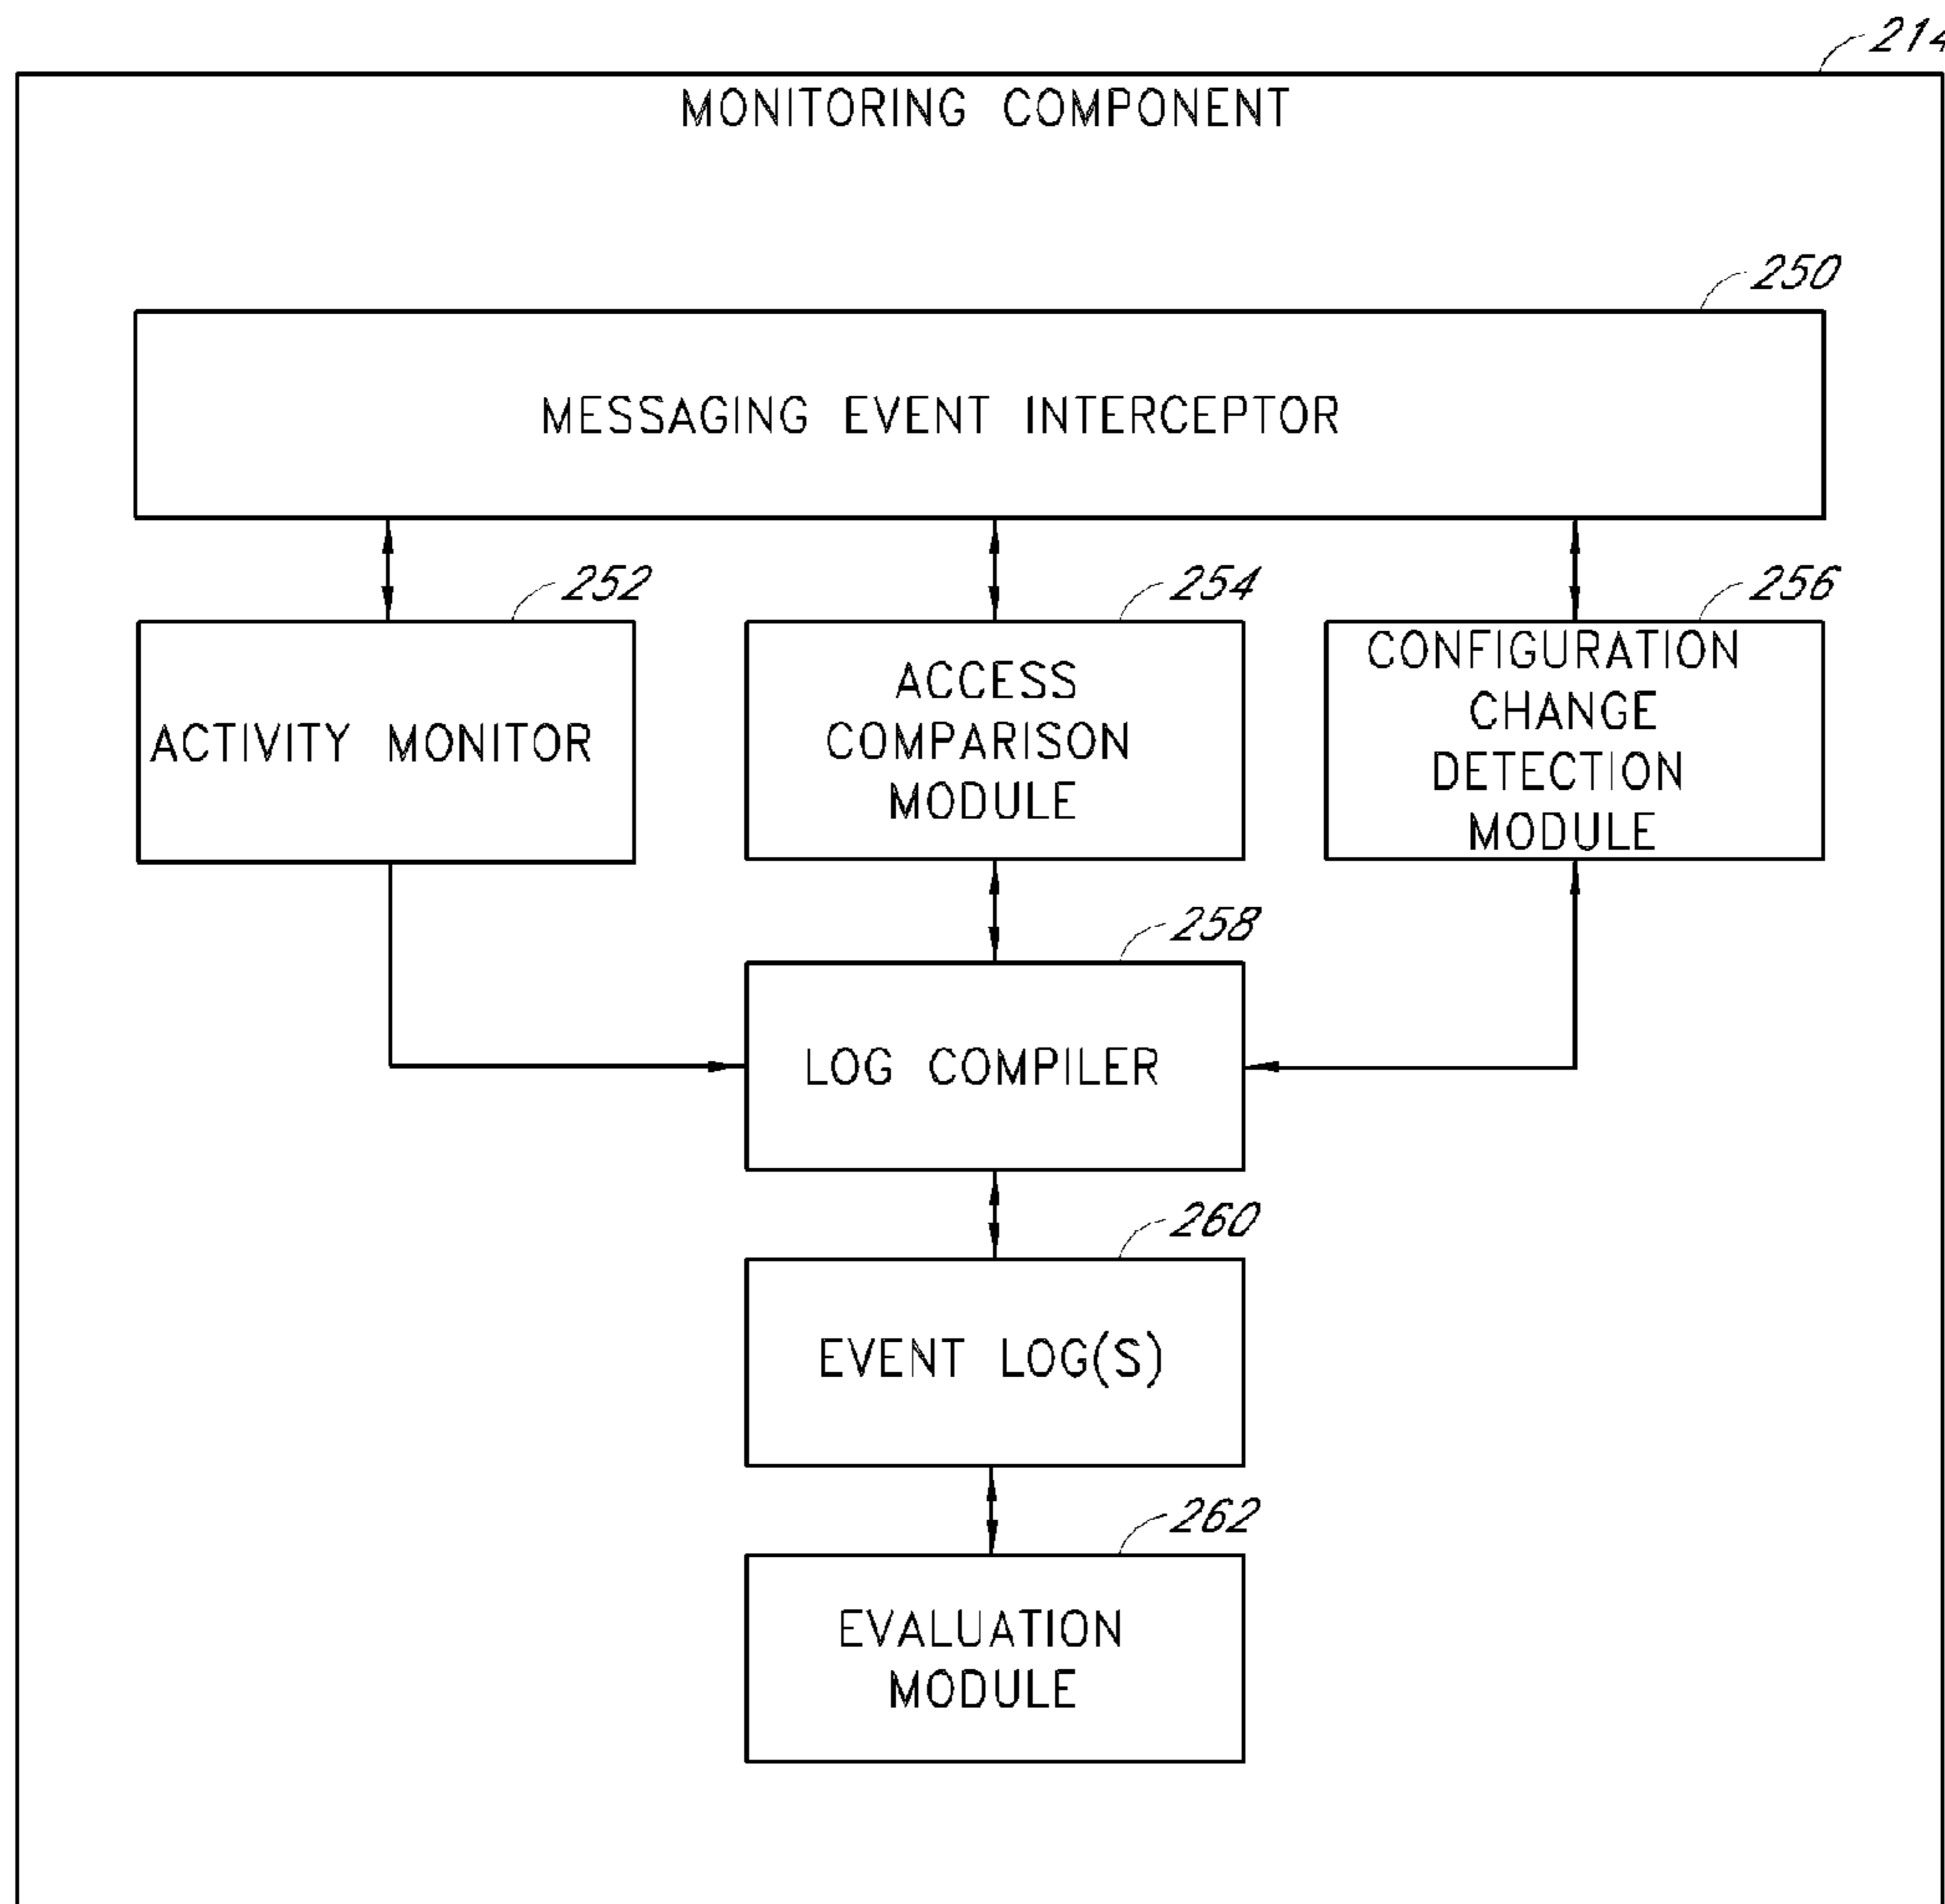 214
MONITORING COMPONENT
250
MESSAGING EVENT INTERCEPTOR
252
254
256
ACTIVITY MONITOR
ACCESS
COMPARISON
MODULE
CONFIGURATION
CHANGE
DETECTION
MODULE
258
LOG COMPILER
260
EVENT LOG(S)
262
EVALUATION
MODULE